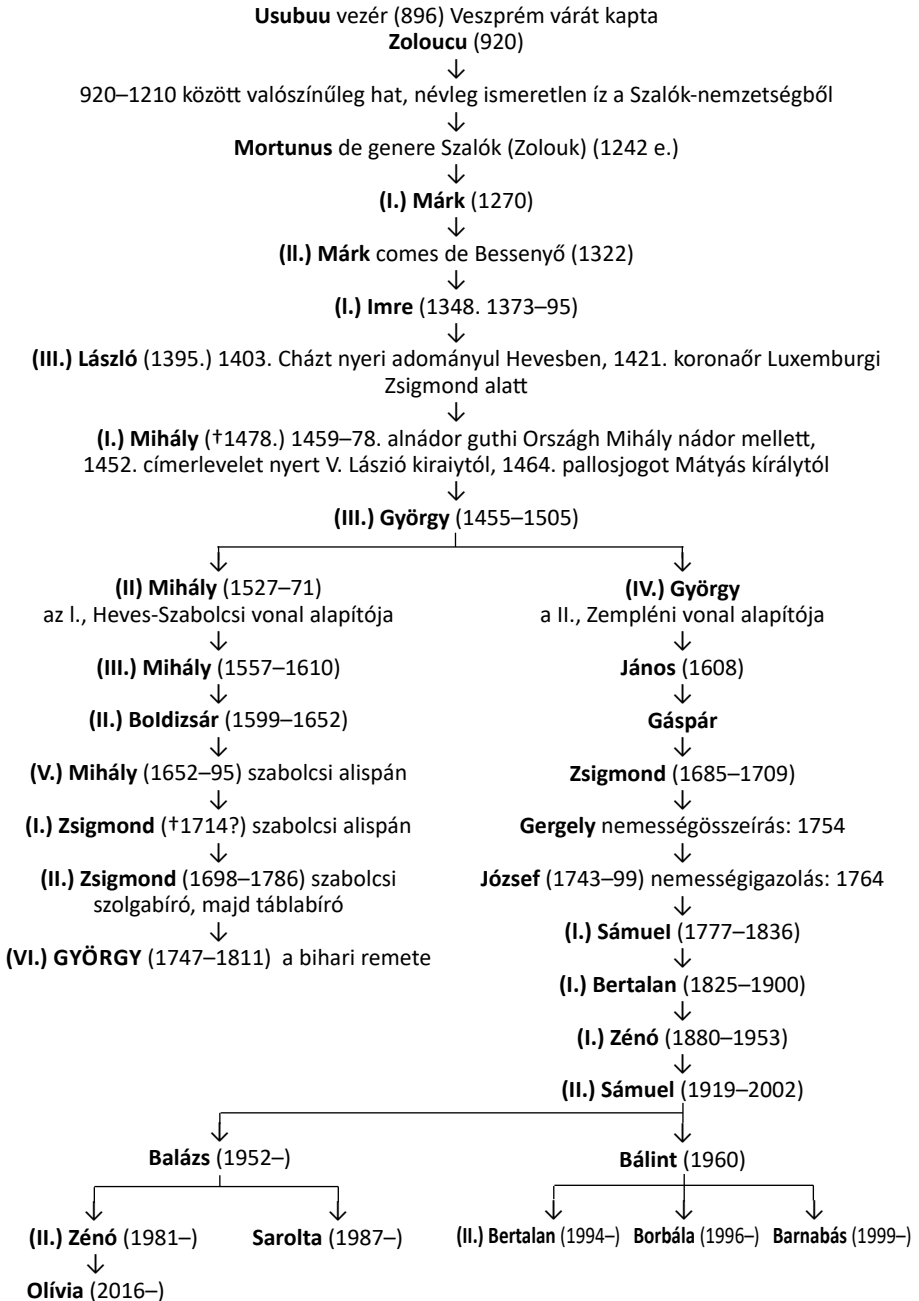 Usubuu vezér (896) Veszprém várát kapta
Zoloucu (920)
920–1210 között valószínűleg hat, névleg ismeretlen íz a Szalók-nemzetségből
Mortunus de genere Szalók (Zolouk) (1242 e.)
(I.) Márk (1270)
(ll.) Márk comes de Bessenyő (1322)
(l.) Imre (1348. 1373–95)
(III.) László (1395.) 1403. Cházt nyeri adományul Hevesben, 1421. koronaőr Luxemburgi
Zsigmond alatt
(I.) Mihály (†1478.) 1459–78. alnádor guthi Országh Mihály nádor mellett,
1452. címerlevelet nyert V. Lászió kiraiytól, 1464. pallosjogot Mátyás kírálytól
(III.) György (1455–1505)
(II) Mihály (1527–71)
az l., Heves-Szabolcsi vonal alapítója
(III.) Mihály (1557–1610)
(II.) Boldizsár (1599–1652)
(V.) Mihály (1652–95) szabolcsi alispán
(I.) Zsigmond (†1714?) szabolcsi alispán
(II.) Zsigmond (1698–1786) szabolcsi
szolgabíró, majd táblabíró
(VI.) GYÖRGY (1747–1811) a bihari remete
(IV.) György
a II., Zempléni vonal alapítója
János (1608)
Gáspár
Zsigmond (1685–1709)
Gergely nemességösszeírás: 1754
József (1743–99) nemességigazolás: 1764
(l.) Sámuel (1777–1836)
(I.) Bertalan (1825–1900)
(I.) Zénó (1880–1953)
(II.) Sámuel (1919–2002)
Balázs (1952–)
Bálint (1960)
(II.) Zénó (1981–)
Sarolta (1987–)
(II.) Bertalan (1994–)
Borbála (1996–)
Barnabás (1999–)
Olívia (2016–)